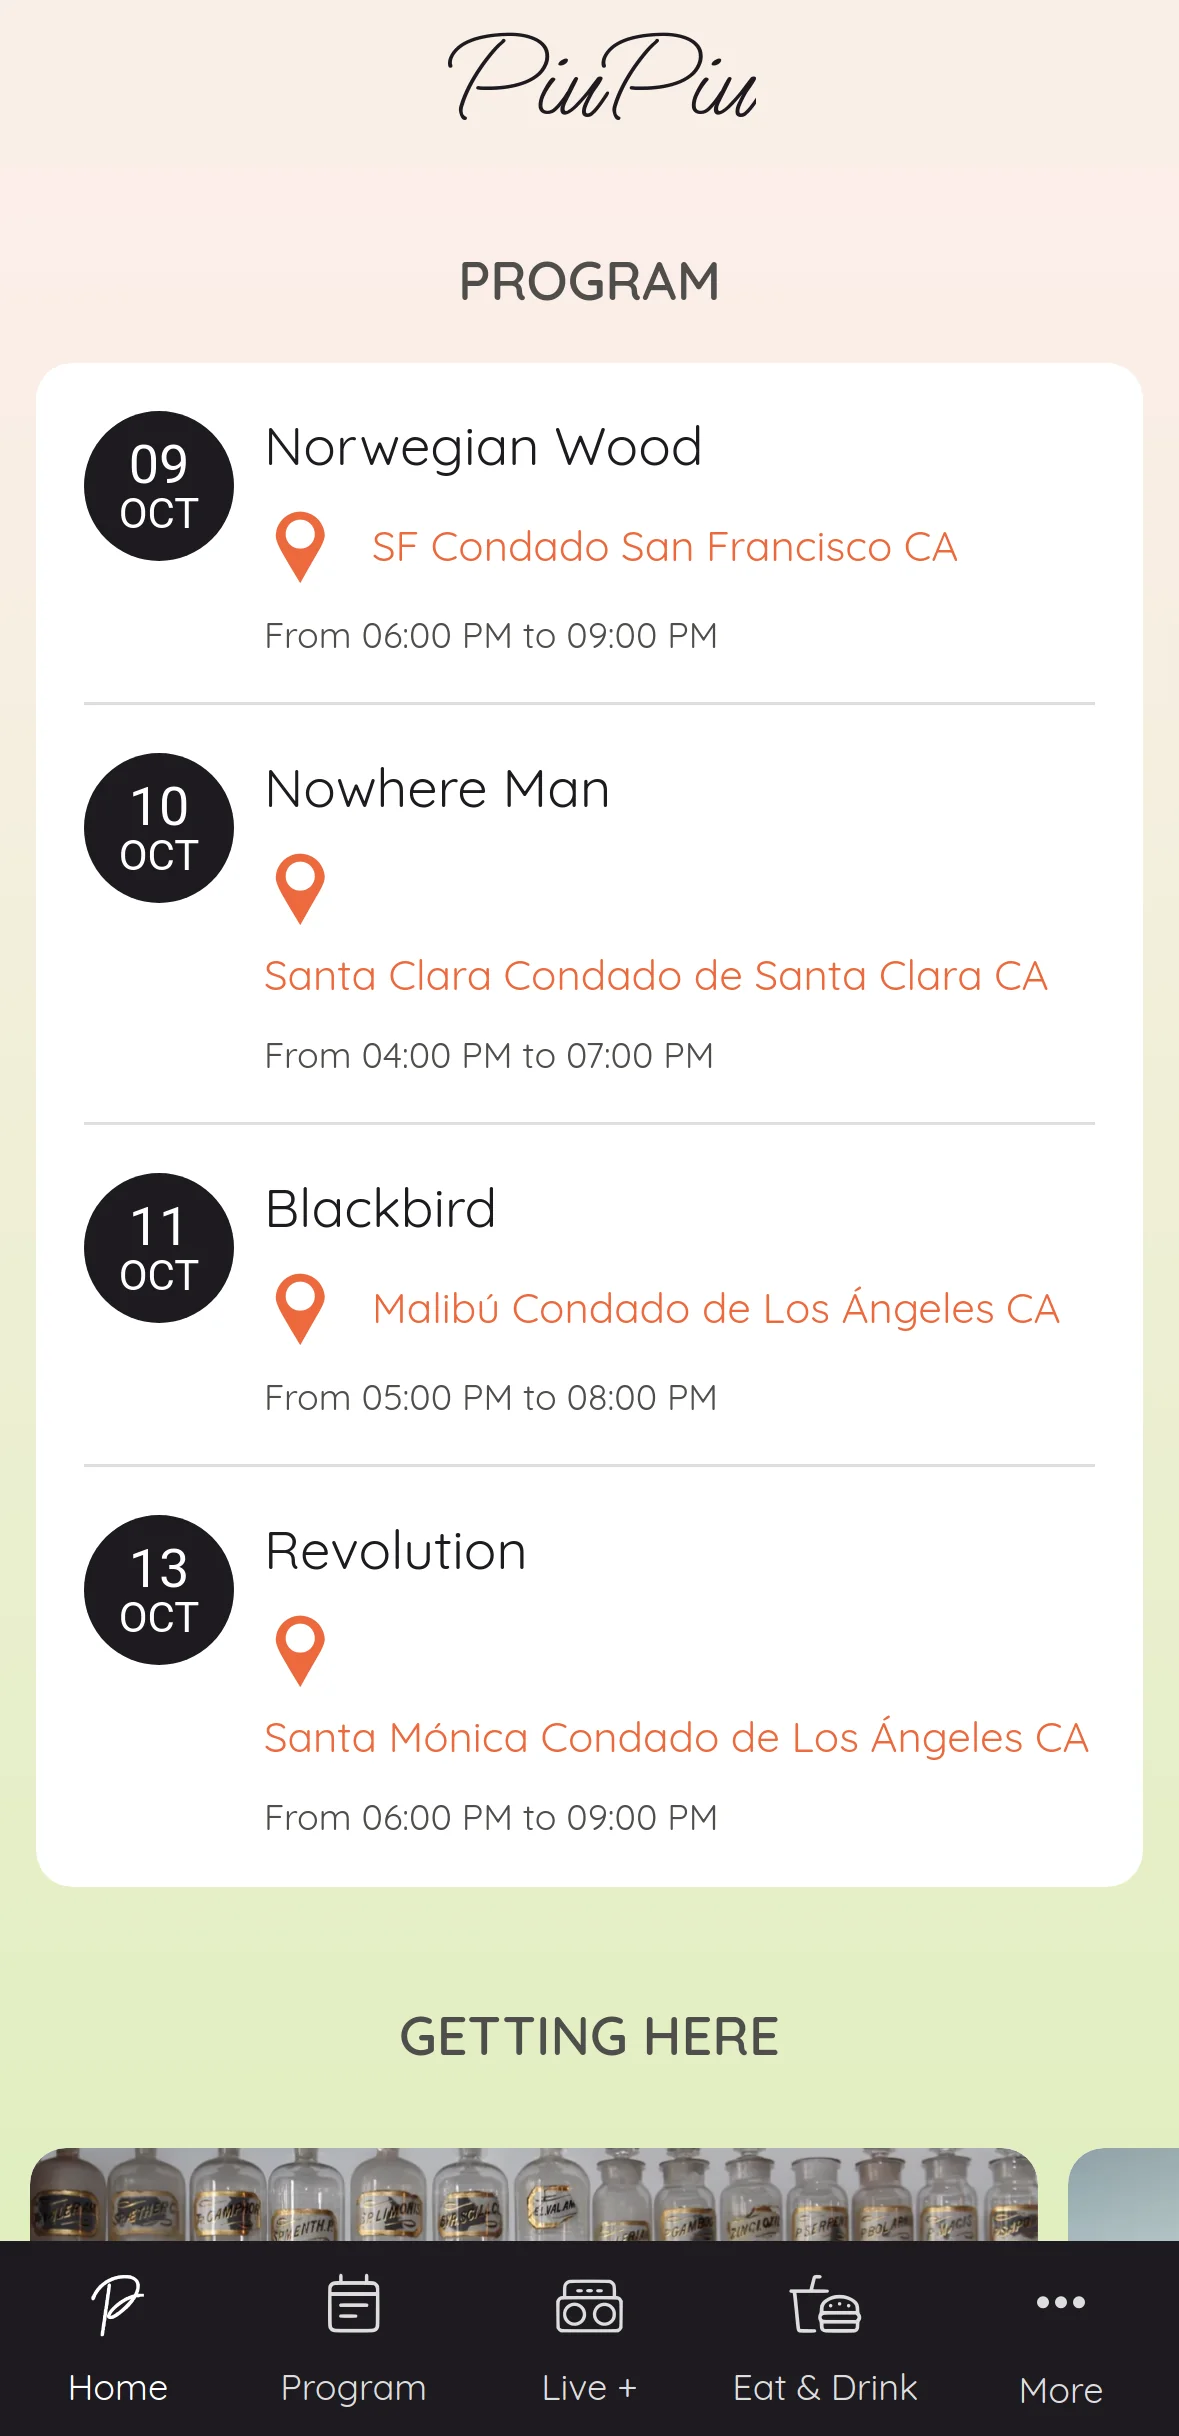 PiuPiu
PROGRAM
09
OCT
Norwegian Wood
SF Condado San Francisco CA
From 06:00 PM to 09:00 PM
10
OCT
Nowhere Man
Santa Clara Condado de Santa Clara CA
From 04:00 PM to 07:00 PM
11
OCT
Blackbird
Malibú Condado de Los Ángeles CA
From 05:00 PM to 08:00 PM
13
OCT
Revolution
Santa Mónica Condado de Los Ángeles CA
From 06:00 PM to 09:00 PM
GETTING HERE
Home
Program
Live +
Eat & Drink
More